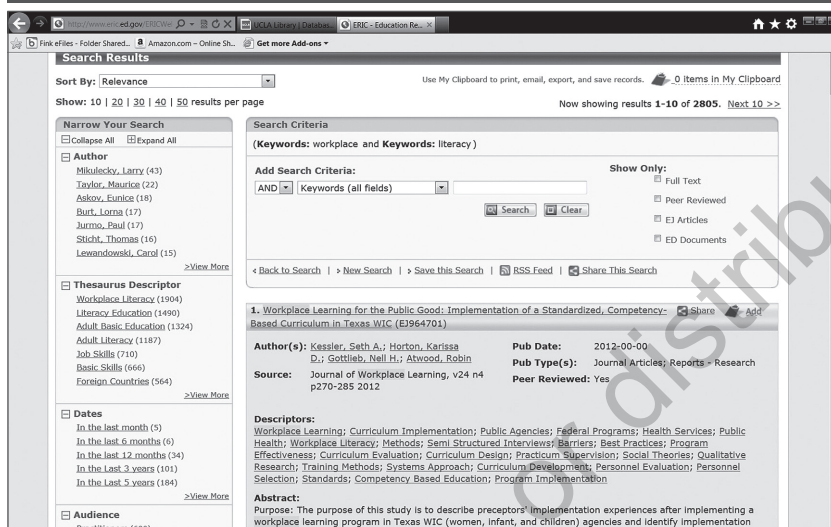 http://www.eric.ed.gov/ERICWe
UCLA Library | Databas...
ERIC - Education Re...
Fink eFiles - Folder Shared...
Amazon.com – Online Sh...
Get more Add-ons
Search Results
Sort By: Relevance
Use My Clipboard to print, email, export, and save records.
0 items in My Clipboard
Show: 10 | 20 | 30 | 40 | 50 results per page
Now showing results 1-10 of 2805. Next 10 >>
Narrow Your Search
Collapse All Expand All
Author
Mikulecky, Larry (43)
Taylor, Maurice (22)
Askov, Eunice (18)
Burt, Lorna (17)
Jurmo, Paul (17)
Sticht, Thomas (16)
Lewandowski, Carol (15)
>View More
Thesaurus Descriptor
Workplace Literacy (1904)
Literacy Education (1490)
Adult Basic Education (1324)
Adult Literacy (1187)
Job Skills (710)
Basic Skills (666)
Foreign Countries (564)
>View More
Dates
In the last month (5)
In the last 6 months (6)
In the last 12 months (34)
In the Last 3 years (101)
In the Last 5 years (184)
>View More
Audience
Search Criteria
(Keywords: workplace and Keywords: literacy)
Add Search Criteria:
AND Keywords (all fields)
Search Clear
Show Only:
Full Text
Peer Reviewed
EJ Articles
ED Documents
‹ Back to Search | › New Search | › Save this Search | RSS Feed | Share This Search
1. Workplace Learning for the Public Good: Implementation of a Standardized, Competency-
Based Curriculum in Texas WIC (EJ964701)
Share Add
Author(s): Kessler, Seth A.; Horton, Karissa
D.; Gottlieb, Nell H.; Atwood, Robin
Source: Journal of Workplace Learning, v24 n4
p270-285 2012
Pub Date: 2012-00-00
Pub Type(s): Journal Articles; Reports - Research
Peer Reviewed: Yes
Descriptors:
Workplace Learning; Curriculum Implementation; Public Agencies; Federal Programs; Health Services; Public
Health; Workplace Literacy; Methods; Semi Structured Interviews; Barriers; Best Practices; Program
Effectiveness; Curriculum Evaluation; Curriculum Design; Practicum Supervision; Social Theories; Qualitative
Research; Training Methods; Systems Approach; Curriculum Development; Personnel Evaluation; Personnel
Selection; Standards; Competency Based Education; Program Implementation
Abstract:
Purpose: The purpose of this study is to describe preceptors' implementation experiences after implementing a
workplace learning program in Texas WIC (women, infant, and children) agencies and identify implementation
or distribu